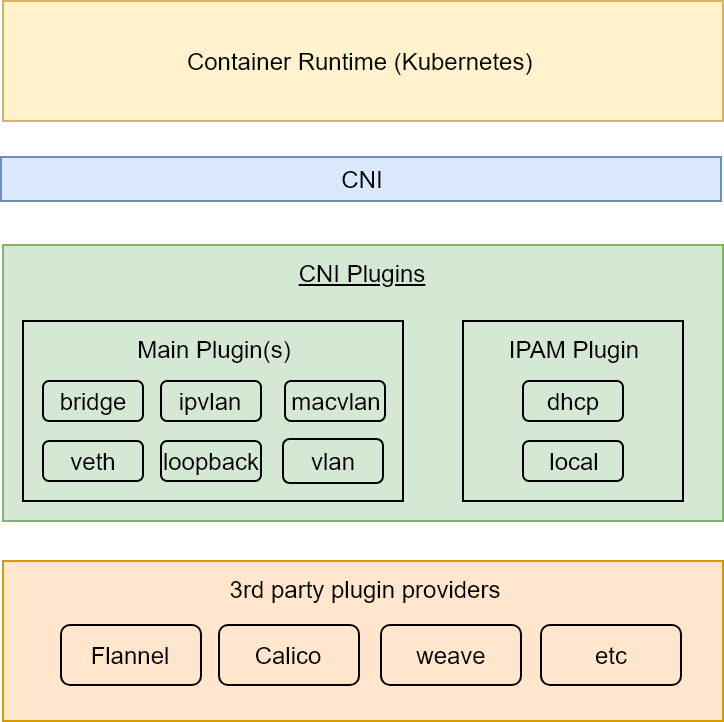 Container Runtime (Kubernetes)
CNI
CNI Plugins
Main Plugin(s)
bridge
ipvlan
macvlan
veth
loopback
vlan
IPAM Plugin
dhcp
local
3rd party plugin providers
Flannel
Calico
weave
etc